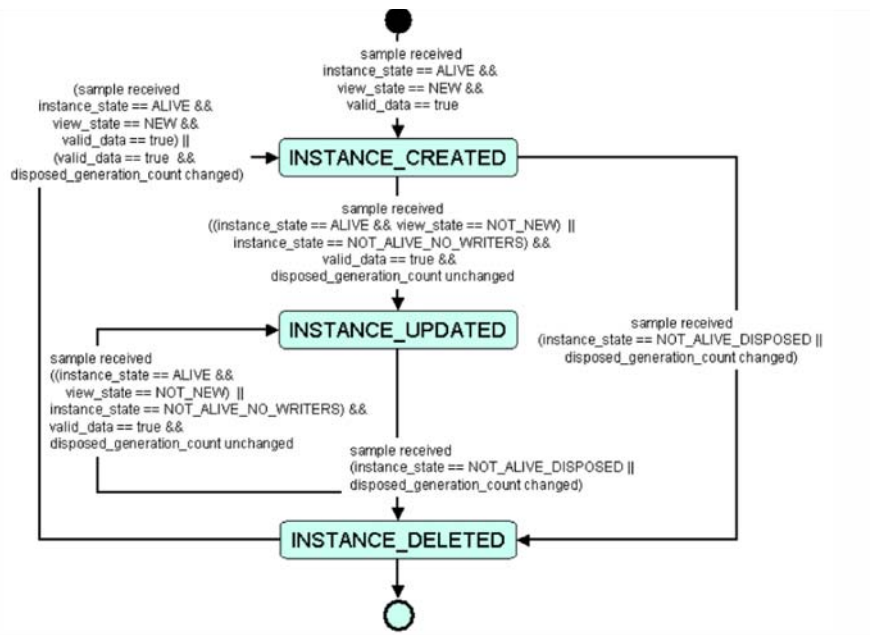 sample received
instance_state == ALIVE &&
view_state == NEW &&
valid_data == true
(sample received
instance_state == ALIVE &&
view_state == NEW &&
valid_data == true) ||
(valid_data == true &&
disposed_generation_count changed)
INSTANCE_CREATED
sample received
((instance_state == ALIVE && view_state == NOT_NEW) ||
instance_state == NOT_ALIVE_NO_WRITERS) &&
valid_data == true &&
disposed_generation_count unchanged
INSTANCE_UPDATED
sample received
(instance_state == NOT_ALIVE_DISPOSED ||
disposed_generation_count changed)
sample received
((instance_state == ALIVE &&
view_state == NOT_NEW) ||
instance_state == NOT_ALIVE_NO_WRITERS) &&
valid_data == true &&
disposed_generation_count unchanged
sample received
(instance_state == NOT_ALIVE_DISPOSED ||
disposed_generation_count changed)
INSTANCE_DELETED